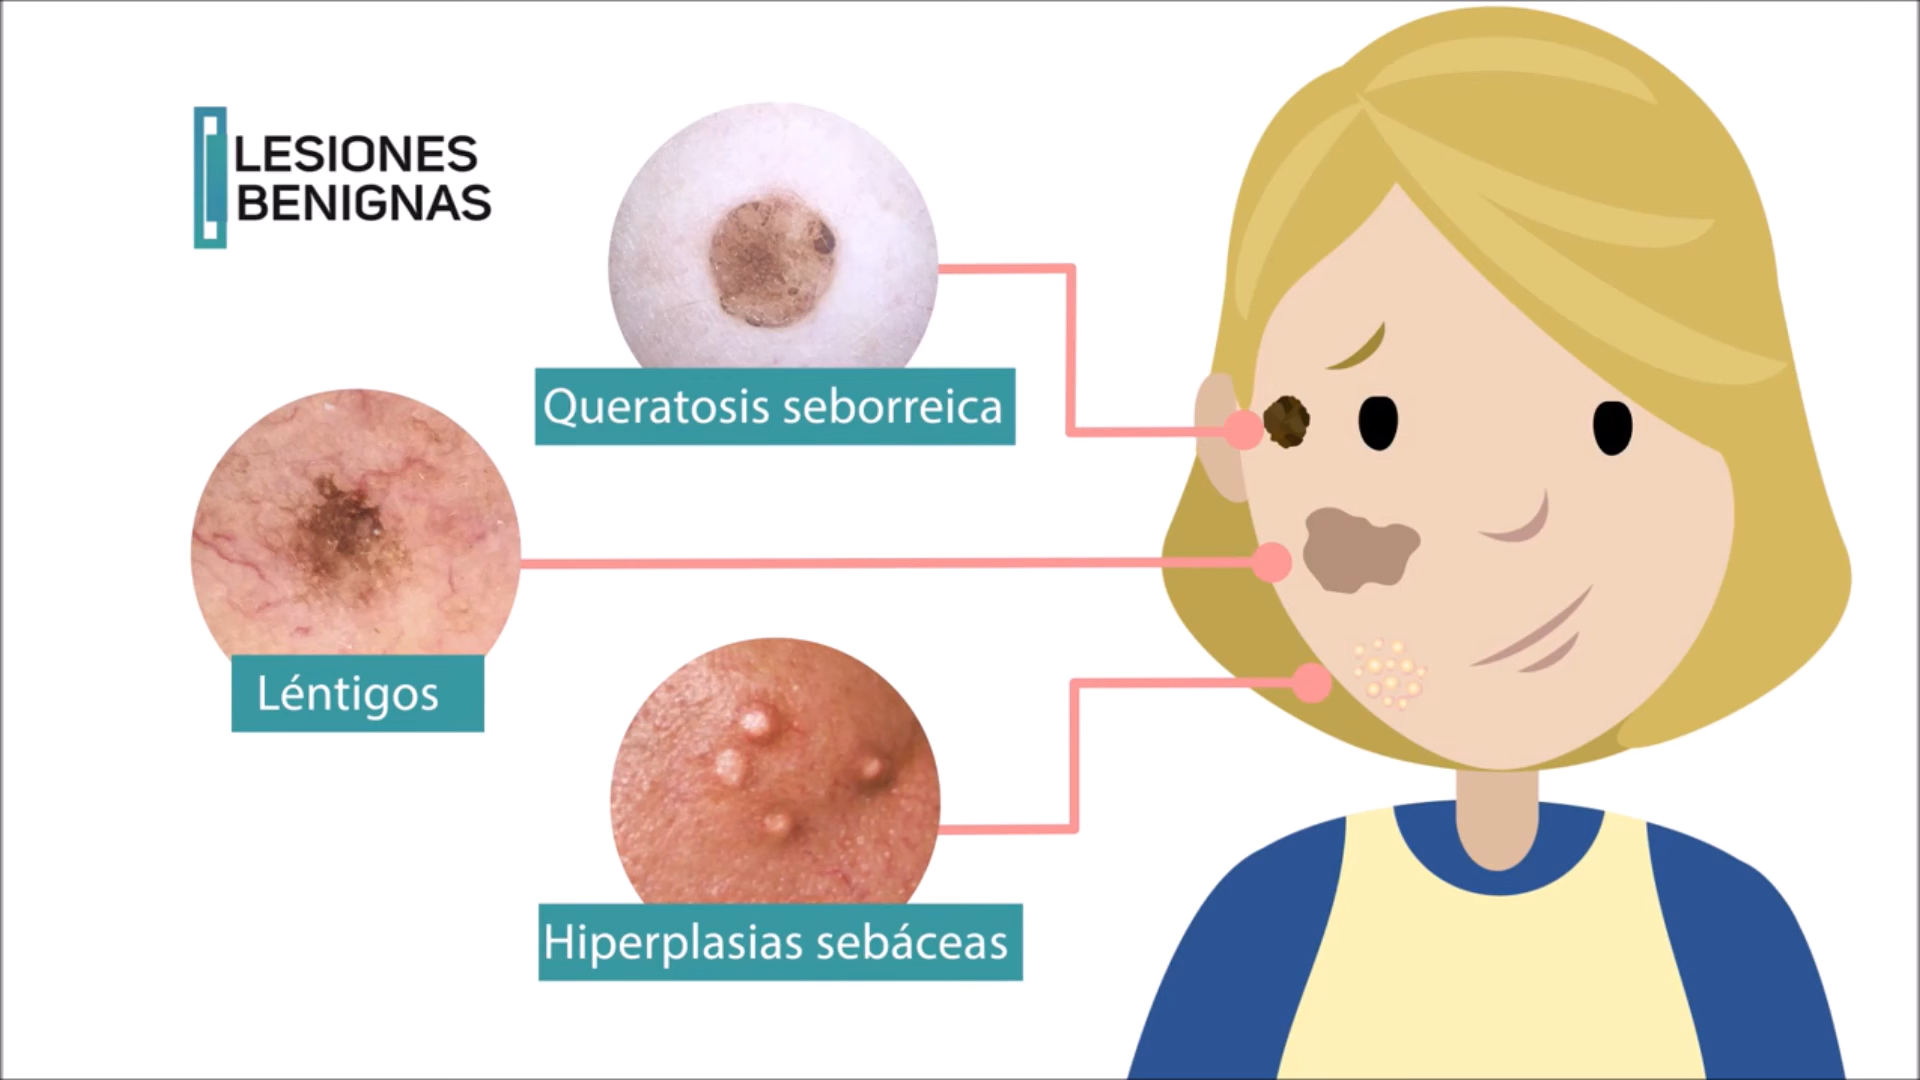 LESIONES
BENIGNAS
Queratosis seborreica
Léntigos
Hiperplasias sebáceas